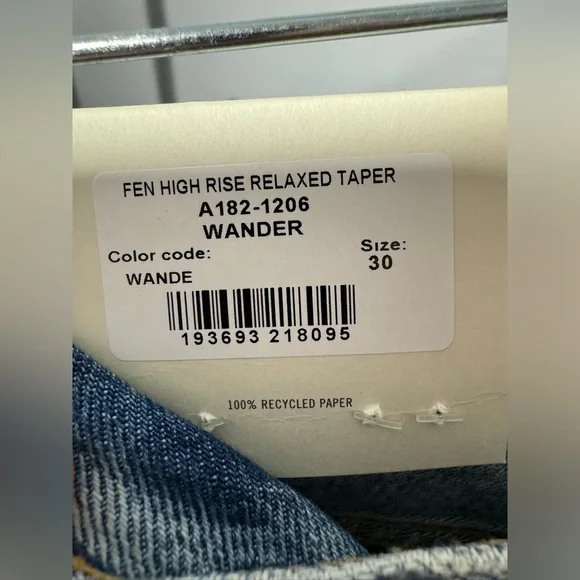 FEN HIGH RISE RELAXED TAPER
A182-1206
WANDER
Color code:
Size:
WANDE
30
193693 218095
100% RECYCLED PAPER